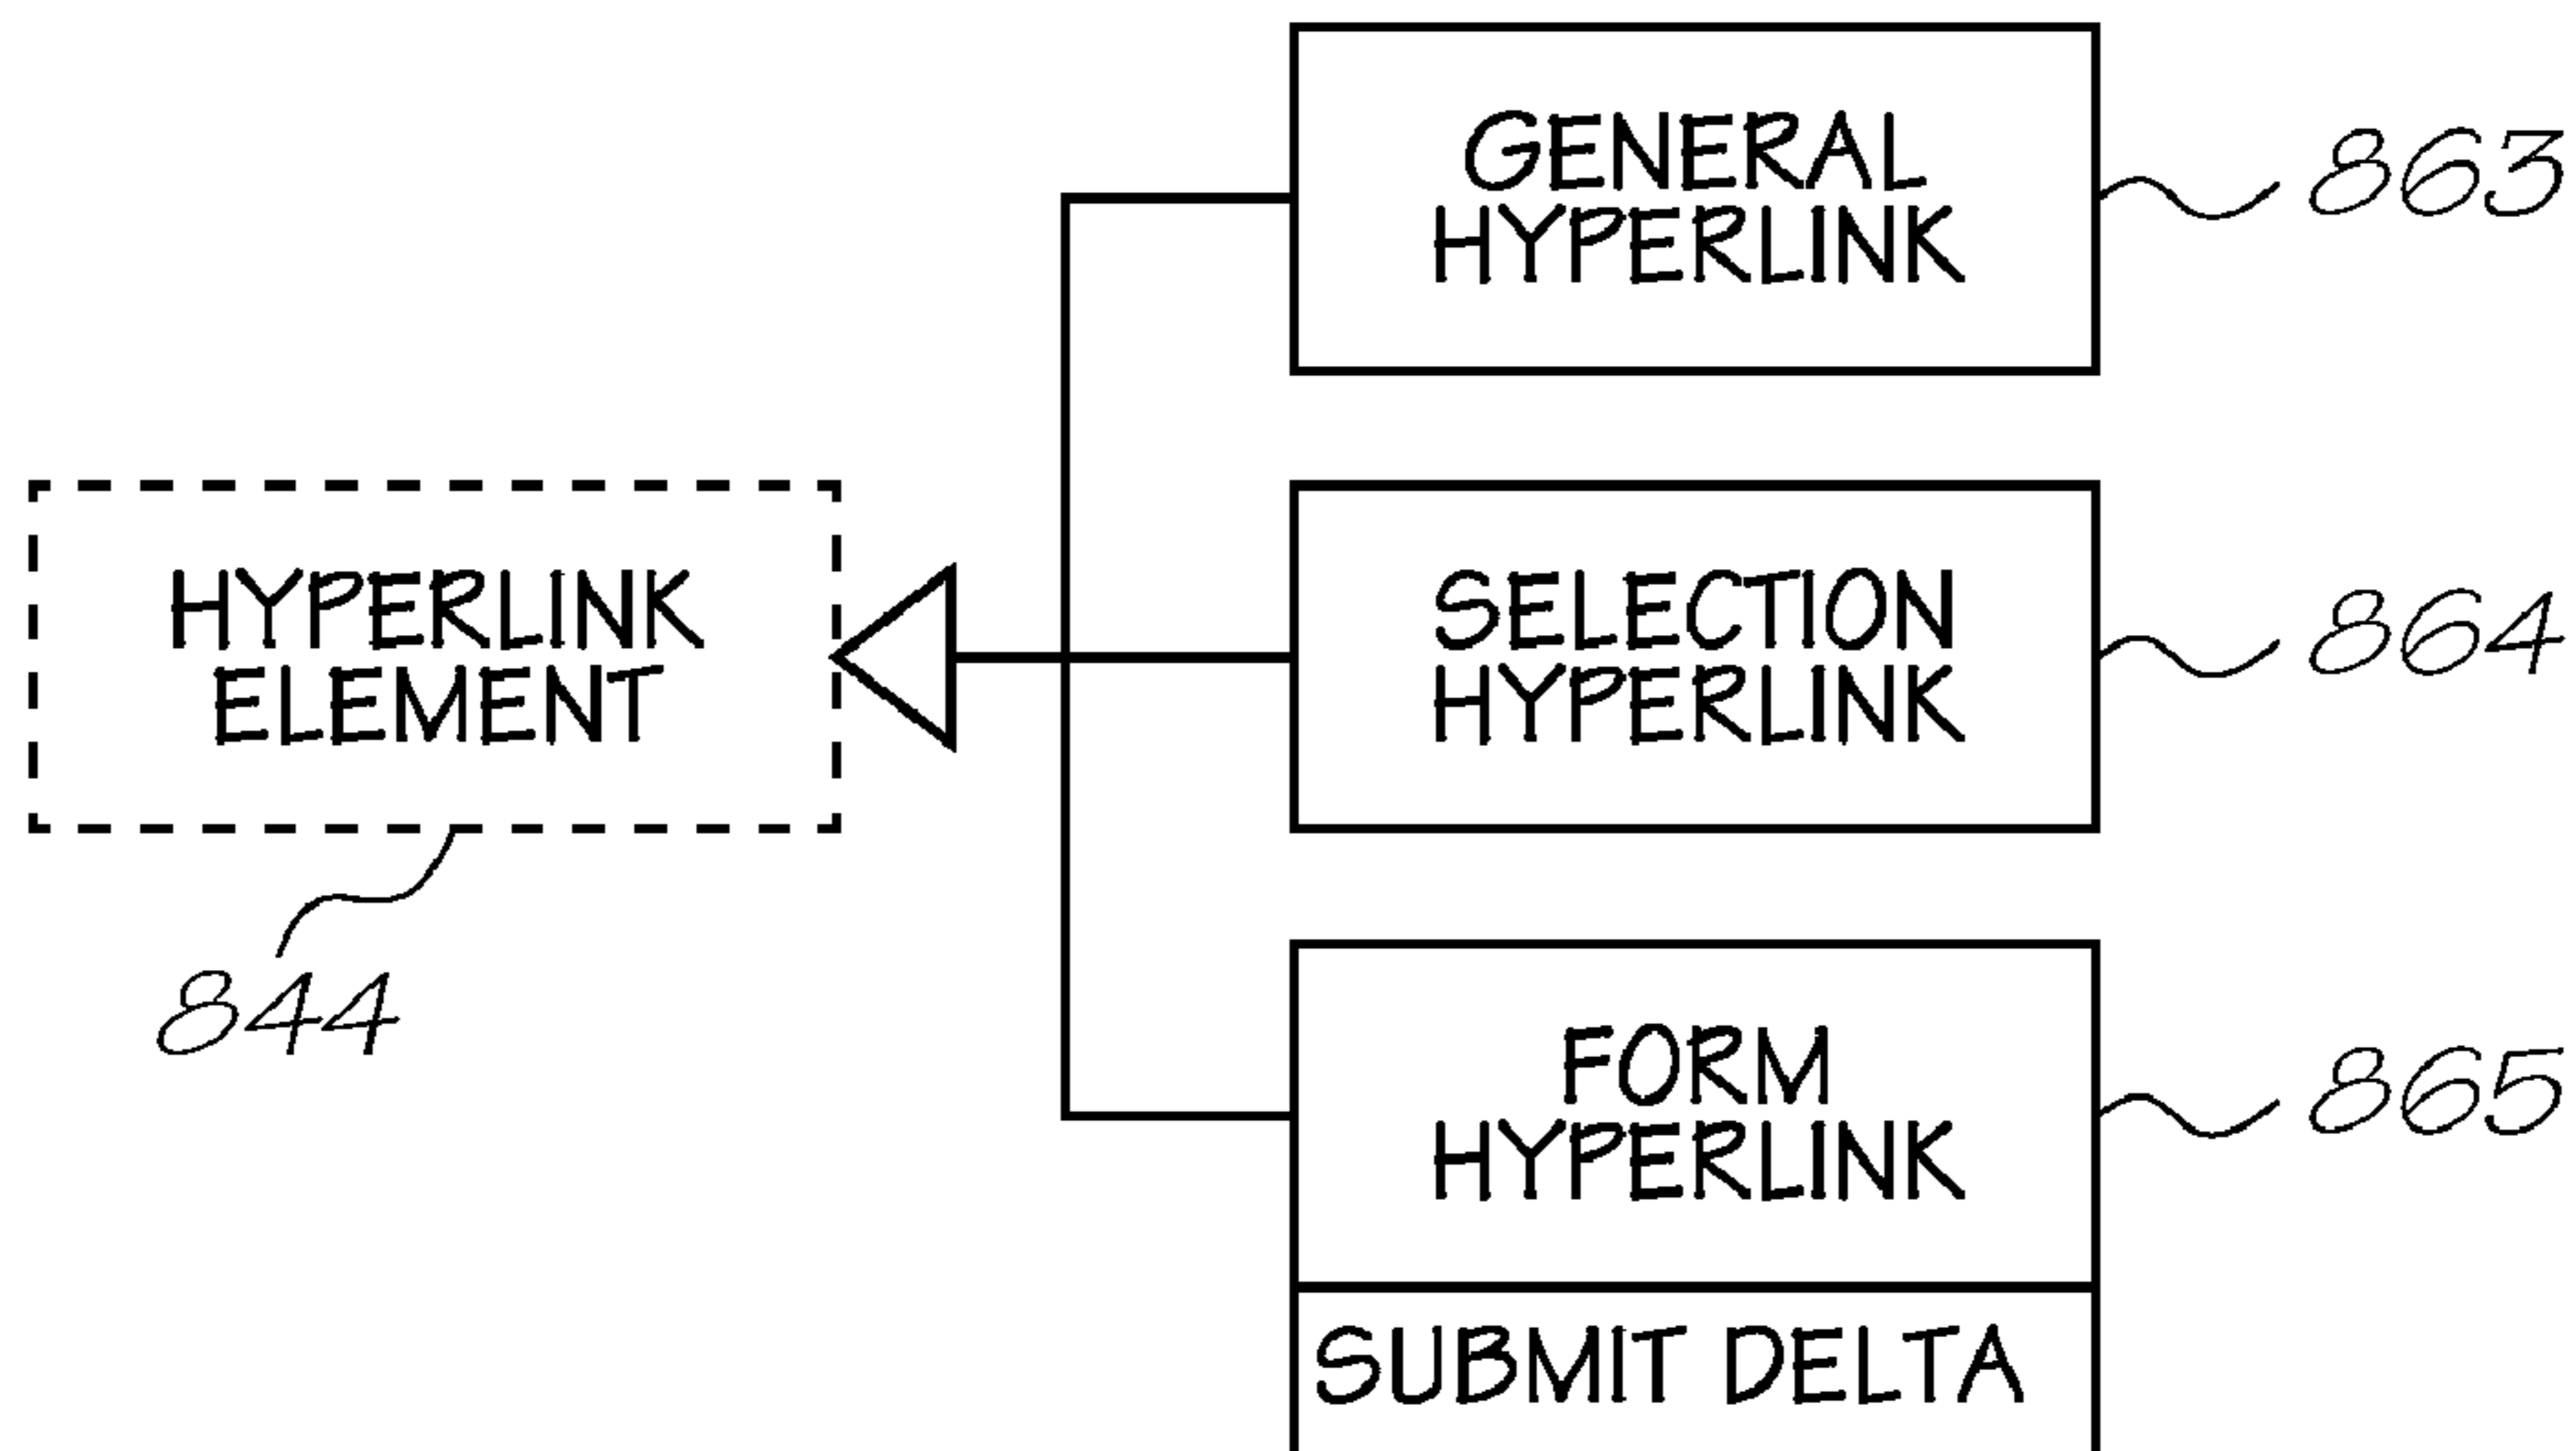 GENERAL
HYPERLINK
863
HYPERLINK
ELEMENT
844
SELECTION
HYPERLINK
864
FORM
HYPERLINK
865
SUBMIT DELTA